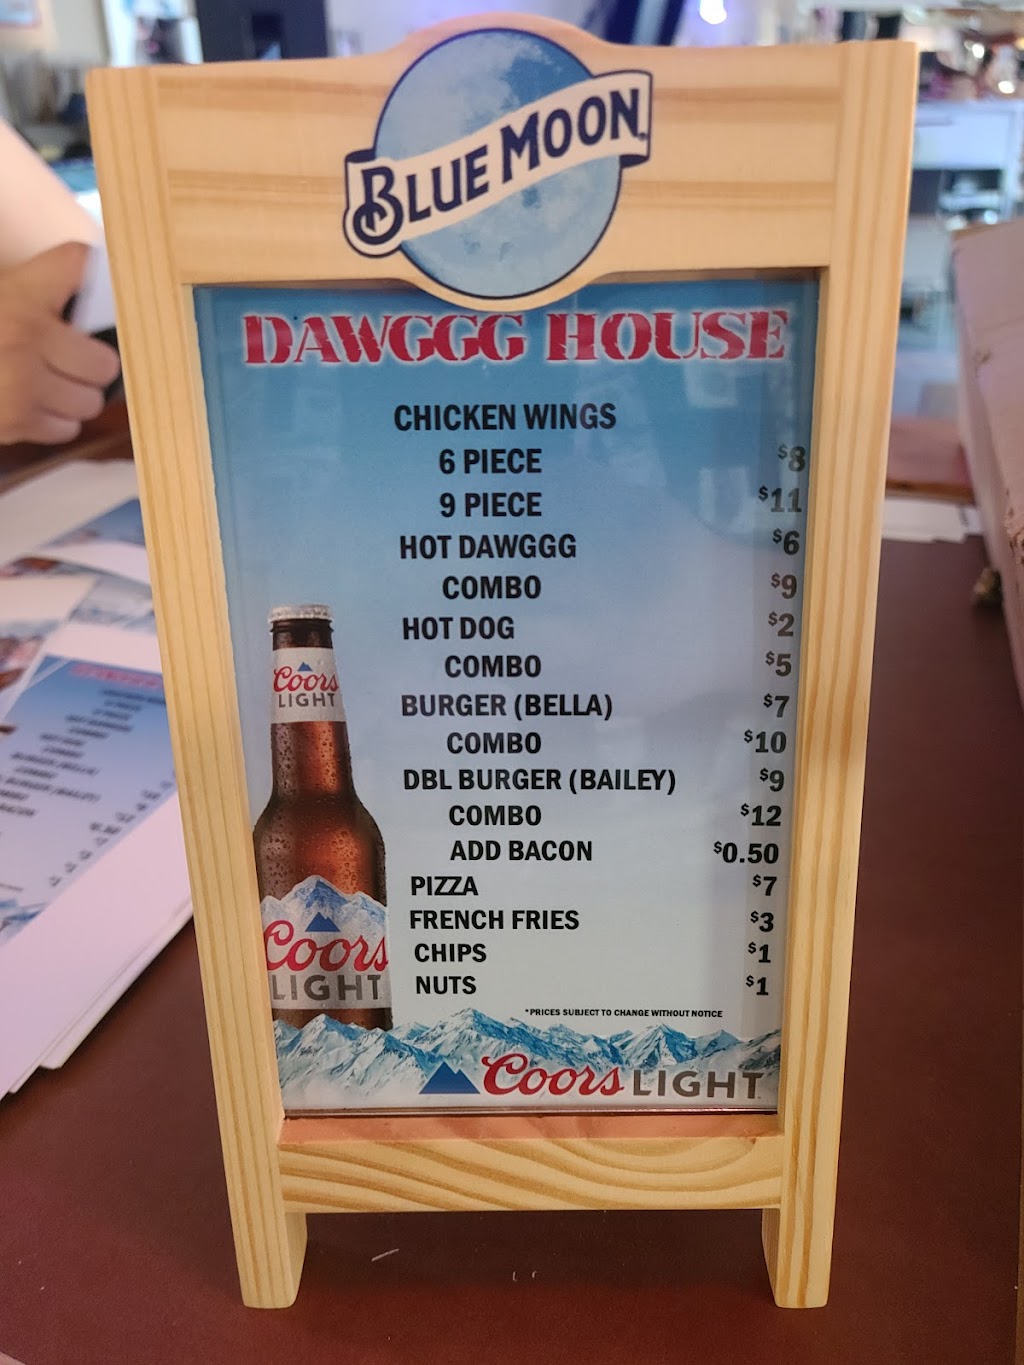 BLUE MOON
DAWGGG HOUSE
CHICKEN WINGS
6 PIECE $8
9 PIECE $11
HOT DAWGGG $6
COMBO $9
HOT DOG $2
COMBO $5
BURGER (BELLA) $7
COMBO $10
DBL BURGER (BAILEY) $9
COMBO $12
ADD BACON $0.50
PIZZA $7
FRENCH FRIES $3
CHIPS $1
NUTS $1
*PRICES SUBJECT TO CHANGE WITHOUT NOTICE
Coors LIGHT
Coors
LIGHT
Coors
LIGHT